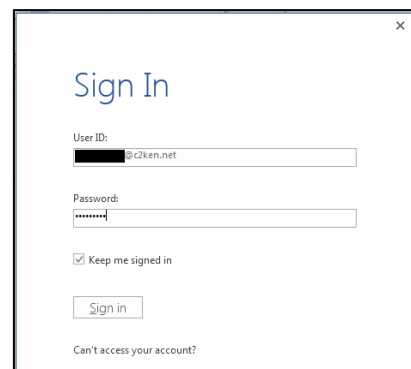 Sign In
User ID:
@c2ken.net
Password:
•••••••••
Keep me signed in
Sign in
Can't access your account?